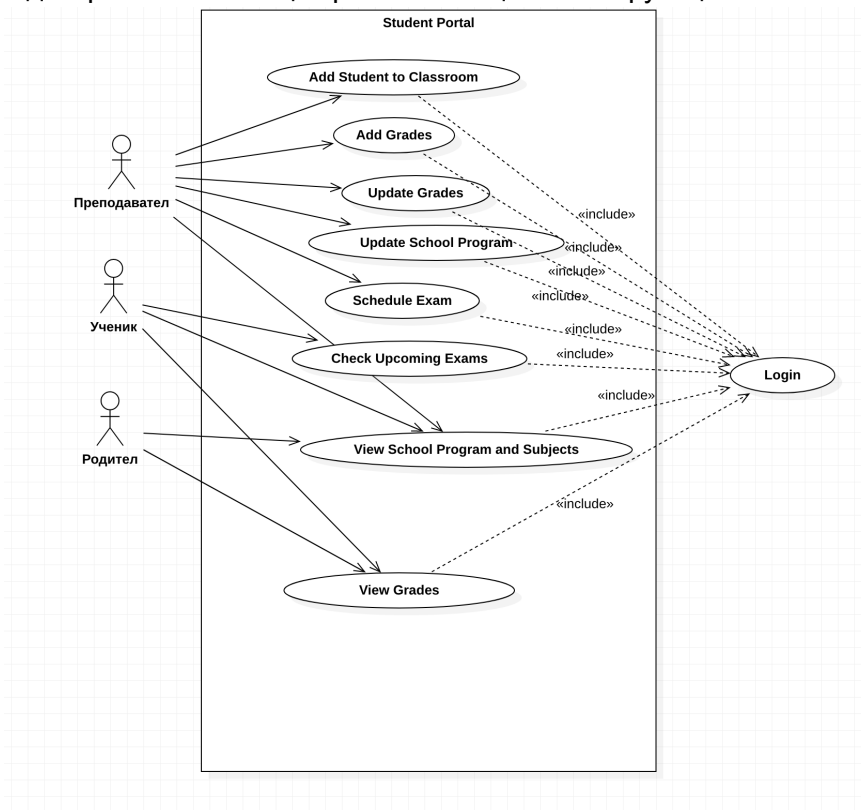 Student Portal
Add Student to Classroom
Add Grades
Преподавател
Update Grades
«include»
Update School Program
«include»
«include»
Ученик
Schedule Exam
«include»
«include»
Check Upcoming Exams
«include»
Login
«include»
Родител
View School Program and Subjects
«include»
View Grades